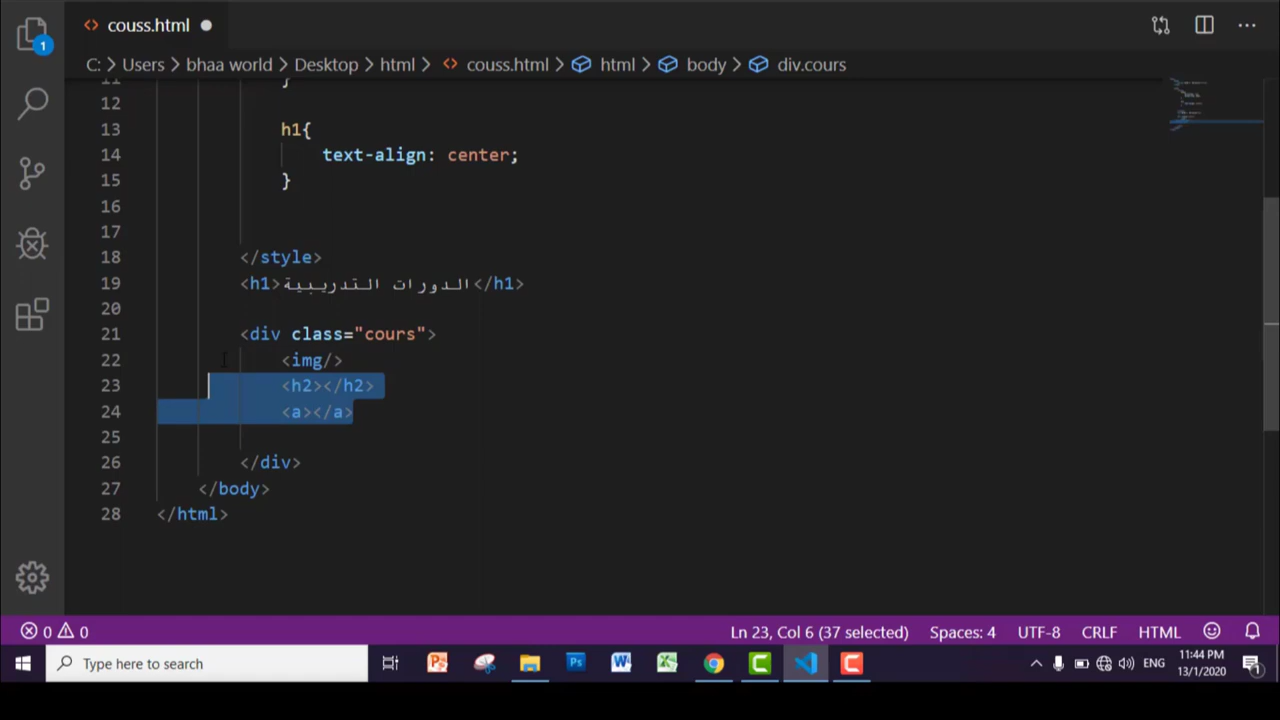 couss.html
C: > Users > bhaa world > Desktop > html > couss.html > html > body > div.cours
1
11 }
12
13 h1{
14 text-align: center;
15 }
16
17
18 </style>
19 <h1>الدورات التدريبية</h1>
20
21 <div class="cours">
22 <img/>
23 <h2></h2>
24 <a></a>
25
26 </div>
27 </body>
28 </html>
0 0 Ln 23, Col 6 (37 selected) Spaces: 4 UTF-8 CRLF HTML
Type here to search
ENG
11:44 PM
13/1/2020
1